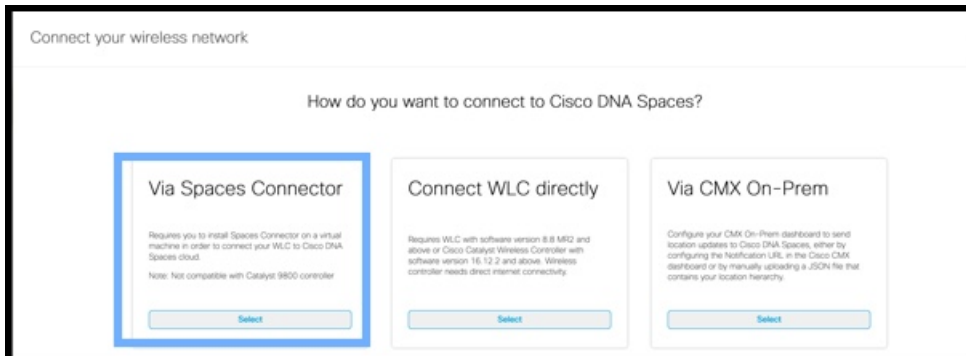 Connect your wireless network
How do you want to connect to Cisco DNA Spaces?
Via Spaces Connector
Requires you to install Spaces Connector on a virtual
machine in order to connect your WLC to Cisco DNA
Spaces cloud.
Note: Not compatible with Catalyst 9800 controller
Select
Connect WLC directly
Requires WLC with software version 8.8 MR2 and
above or Cisco Catalyst Wireless Controller with
software version 16.12.2 and above. Wireless
controller needs direct internet connectivity.
Select
Via CMX On-Prem
Configure your CMX On-Prem dashboard to send
location updates to Cisco DNA Spaces, either by
configuring the Notification URL in the Cisco CMX
dashboard or by manually uploading a JSON file that
contains your location hierarchy.
Select